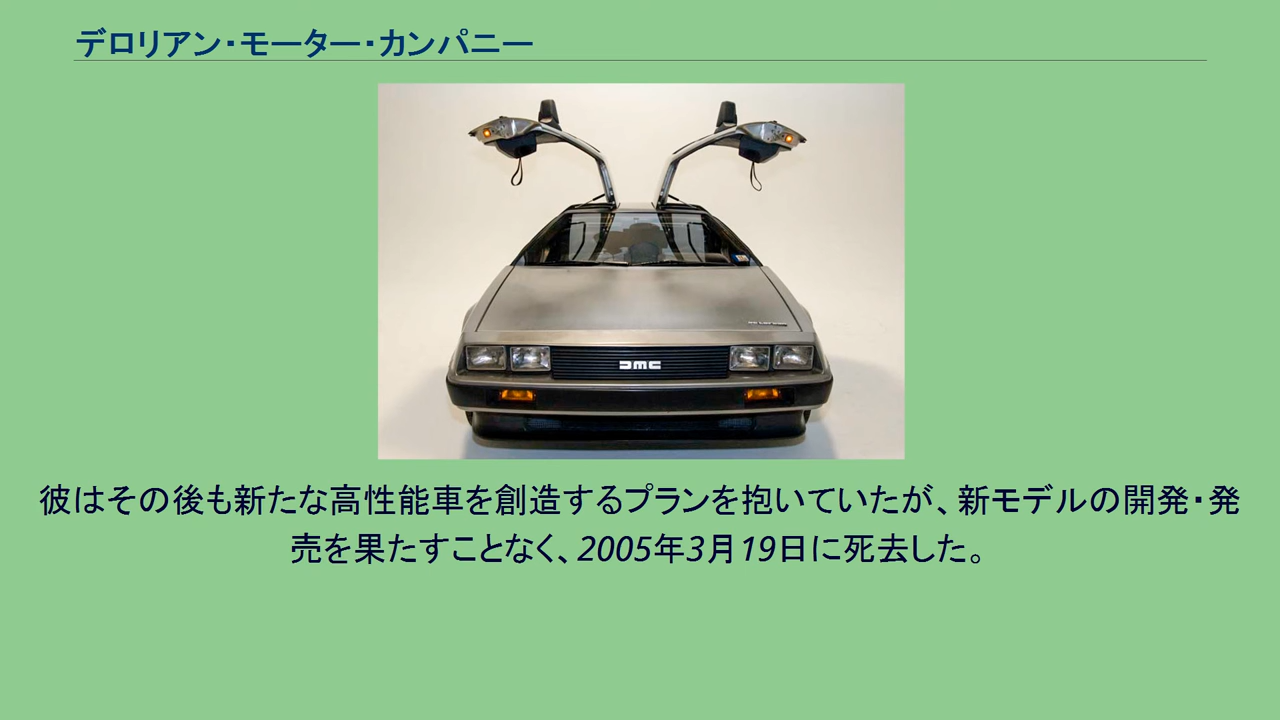 デロリアン・モーター・カンパニー
DMC
彼はその後も新たな高性能車を創造するプランを抱いていたが、新モデルの開発・発
売を果たすことなく、2005年3月19日に死去した。